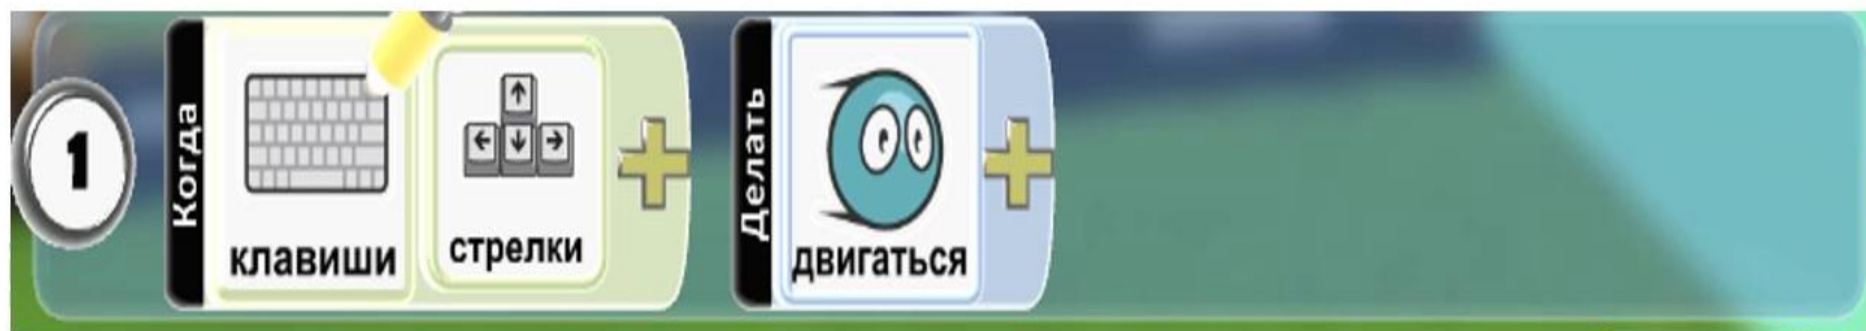 1
Когда
клавиши
стрелки
Делать
двигаться